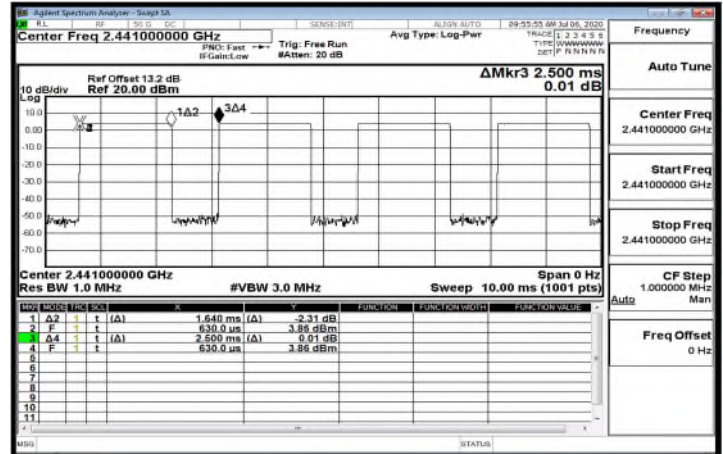 Agilent Spectrum Analyser - Swept SA
RL RF 50 Ω DC SENSE:INT ALIGN AUTO 09:55:55 AM Jul 06, 2020
Center Freq 2.441000000 GHz
PNO: Fast
IFGain:Low
Trig: Free Run
#Atten: 20 dB
Avg Type: Log-Pwr
TRACE 1 2 3 4 5 6
TYPE WWWWWW
DET P N N N N N
Ref Offset 13.2 dB
Ref 20.00 dBm
10 dB/div
Log
ΔMkr3 2.500 ms
0.01 dB
10.0
0.00
-10.0
-20.0
-30.0
-40.0
-50.0
-60.0
-70.0
1Δ2
3Δ4
Center 2.441000000 GHz Span 0 Hz
Res BW 1.0 MHz #VBW 3.0 MHz Sweep 10.00 ms (1001 pts)
MKR MODE TRC SCL X Y FUNCTION FUNCTION WIDTH FUNCTION VALUE
1 Δ2 1 t (Δ) 1.640 ms (Δ) -2.31 dB
2 F 1 t 630.0 us 3.86 dBm
3 Δ4 1 t (Δ) 2.500 ms (Δ) 0.01 dB
4 F 1 t 630.0 us 3.86 dBm
5
6
7
8
9
10
11
MSG STATUS
Frequency
Auto Tune
Center Freq
2.441000000 GHz
Start Freq
2.441000000 GHz
Stop Freq
2.441000000 GHz
CF Step
1.000000 MHz
Auto Man
Freq Offset
0 Hz